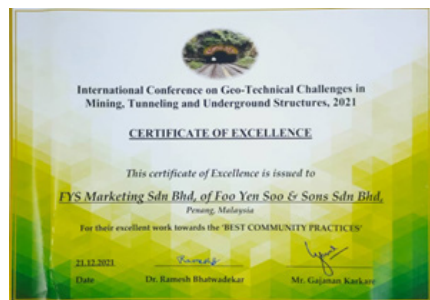 International Conference on Geo-Technical Challenges in
Mining, Tunneling and Underground Structures, 2021
CERTIFICATE OF EXCELLENCE
This certificate of Excellence is issued to
FYS Marketing Sdn Bhd, of Foo Yen Soo & Sons Sdn Bhd,
Penang, Malaysia
For their excellent work towards the 'BEST COMMUNITY PRACTICES'
21.12.2021 Ramesh
Date Dr. Ramesh Bhatwadekar Mr. Gajanan Karkare